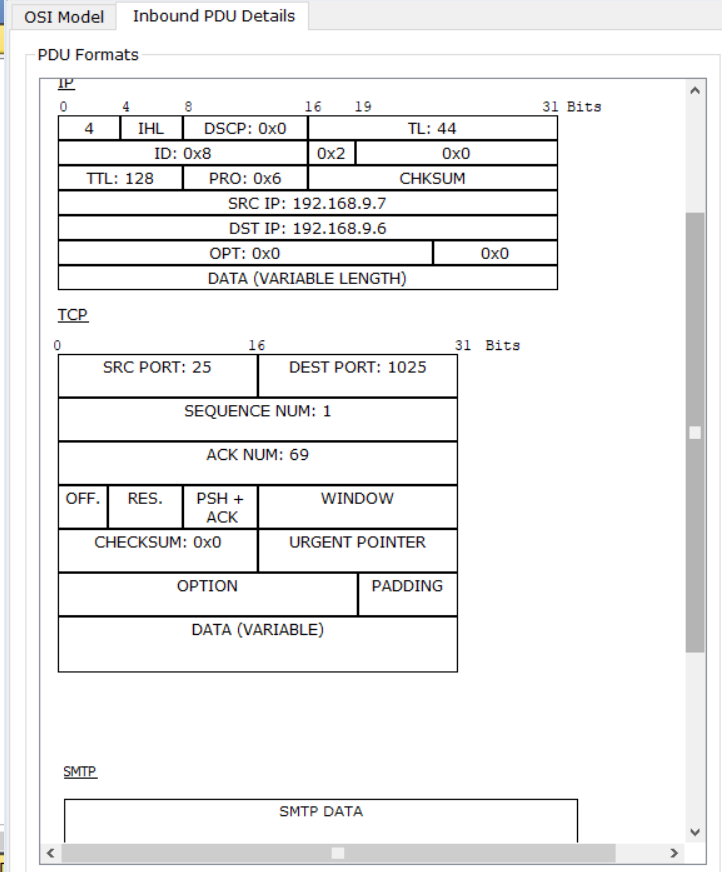 OSI Model Inbound PDU Details
PDU Formats
IP
0 4 8 16 19 31 Bits
4 IHL DSCP: 0x0 TL: 44
ID: 0x8 0x2 0x0
TTL: 128 PRO: 0x6 CHKSUM
SRC IP: 192.168.9.7
DST IP: 192.168.9.6
OPT: 0x0 0x0
DATA (VARIABLE LENGTH)
TCP
0 16 31 Bits
SRC PORT: 25 DEST PORT: 1025
SEQUENCE NUM: 1
ACK NUM: 69
OFF. RES. PSH + WINDOW
ACK
CHECKSUM: 0x0 URGENT POINTER
OPTION PADDING
DATA (VARIABLE)
SMTP
SMTP DATA